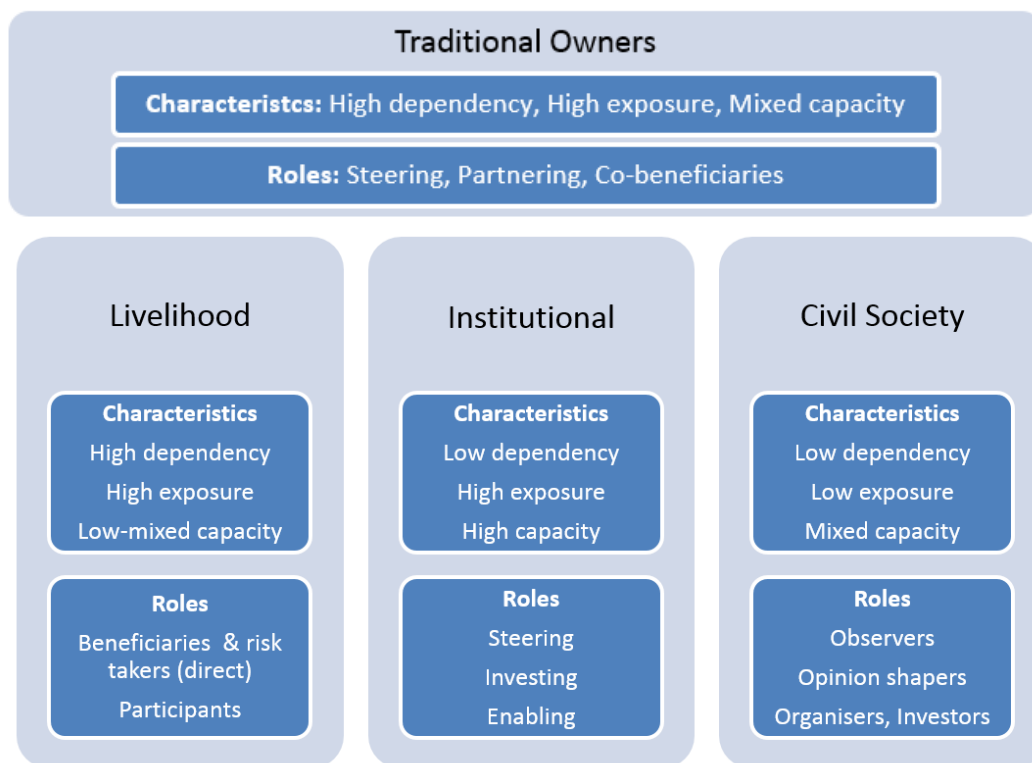 Traditional Owners
Characteristcs: High dependency, High exposure, Mixed capacity
Roles: Steering, Partnering, Co-beneficiaries
Livelihood
Characteristics
High dependency
High exposure
Low-mixed capacity
Roles
Beneficiaries & risk
takers (direct)
Participants
Institutional
Characteristics
Low dependency
High exposure
High capacity
Roles
Steering
Investing
Enabling
Civil Society
Characteristics
Low dependency
Low exposure
Mixed capacity
Roles
Observers
Opinion shapers
Organisers, Investors